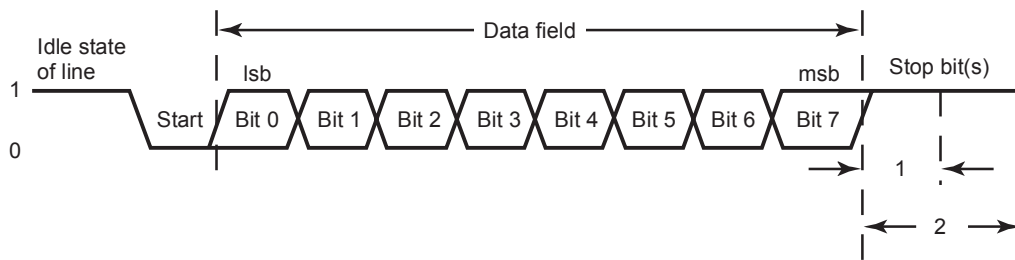 Data field
Idle state
of line
lsb
msb
Stop bit(s)
1
Start
Bit 0
Bit 1
Bit 2
Bit 3
Bit 4
Bit 5
Bit 6
Bit 7
0
1
2